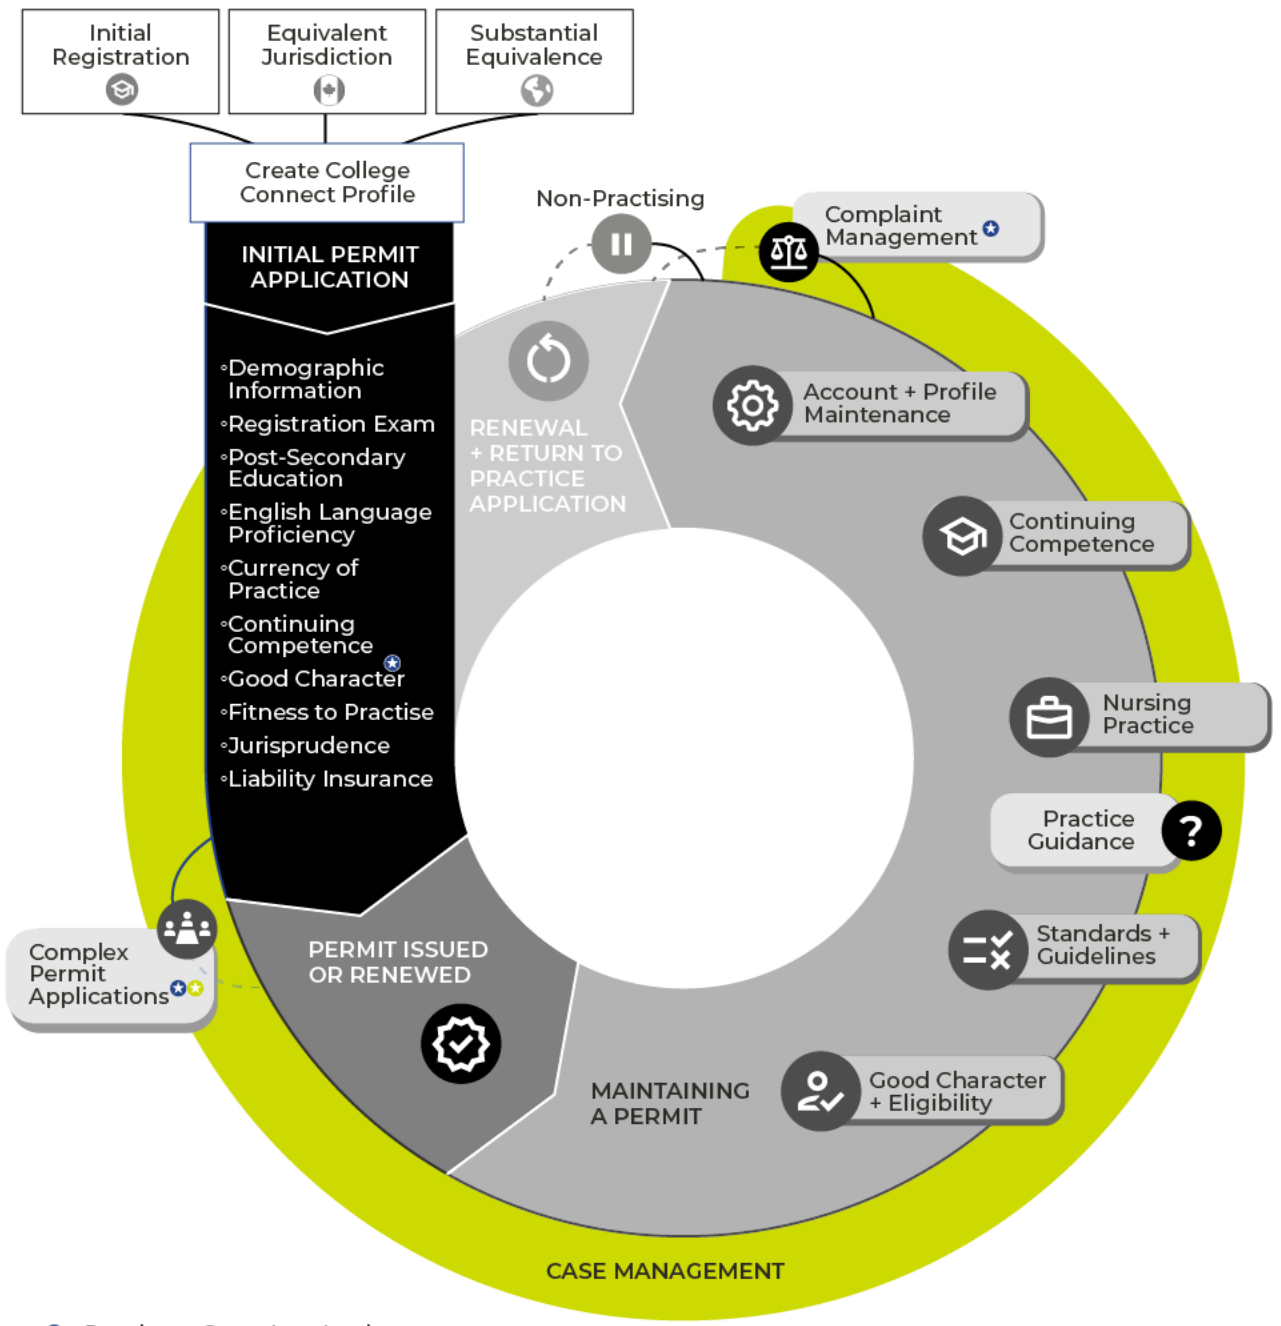 Initial
Registration
Equivalent
Jurisdiction
Substantial
Equivalence
Create College
Connect Profile
INITIAL PERMIT
APPLICATION
◦Demographic
Information
◦Registration Exam
◦Post-Secondary
Education
◦English Language
Proficiency
◦Currency of
Practice
◦Continuing
Competence
◦Good Character
◦Fitness to Practise
◦Jurisprudence
◦Liability Insurance
Non-Practising
Complaint
Management
RENEWAL
+ RETURN TO
PRACTICE
APPLICATION
Account + Profile
Maintenance
Continuing
Competence
Nursing
Practice
Practice
Guidance
?
Standards +
Guidelines
Good Character
+ Eligibility
MAINTAINING
A PERMIT
PERMIT ISSUED
OR RENEWED
Complex
Permit
Applications
CASE MANAGEMENT